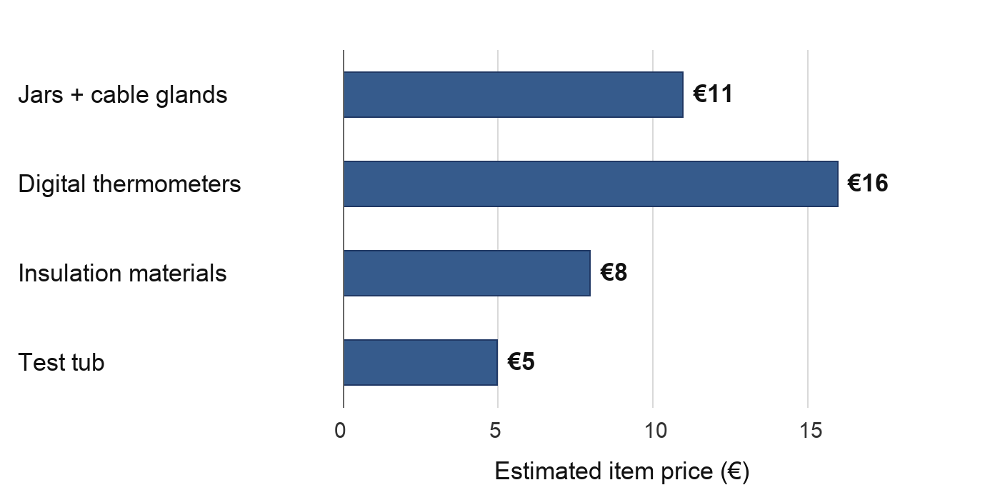 Jars + cable glands €11
Digital thermometers €16
Insulation materials €8
Test tub €5
0 5 10 15
Estimated item price (€)